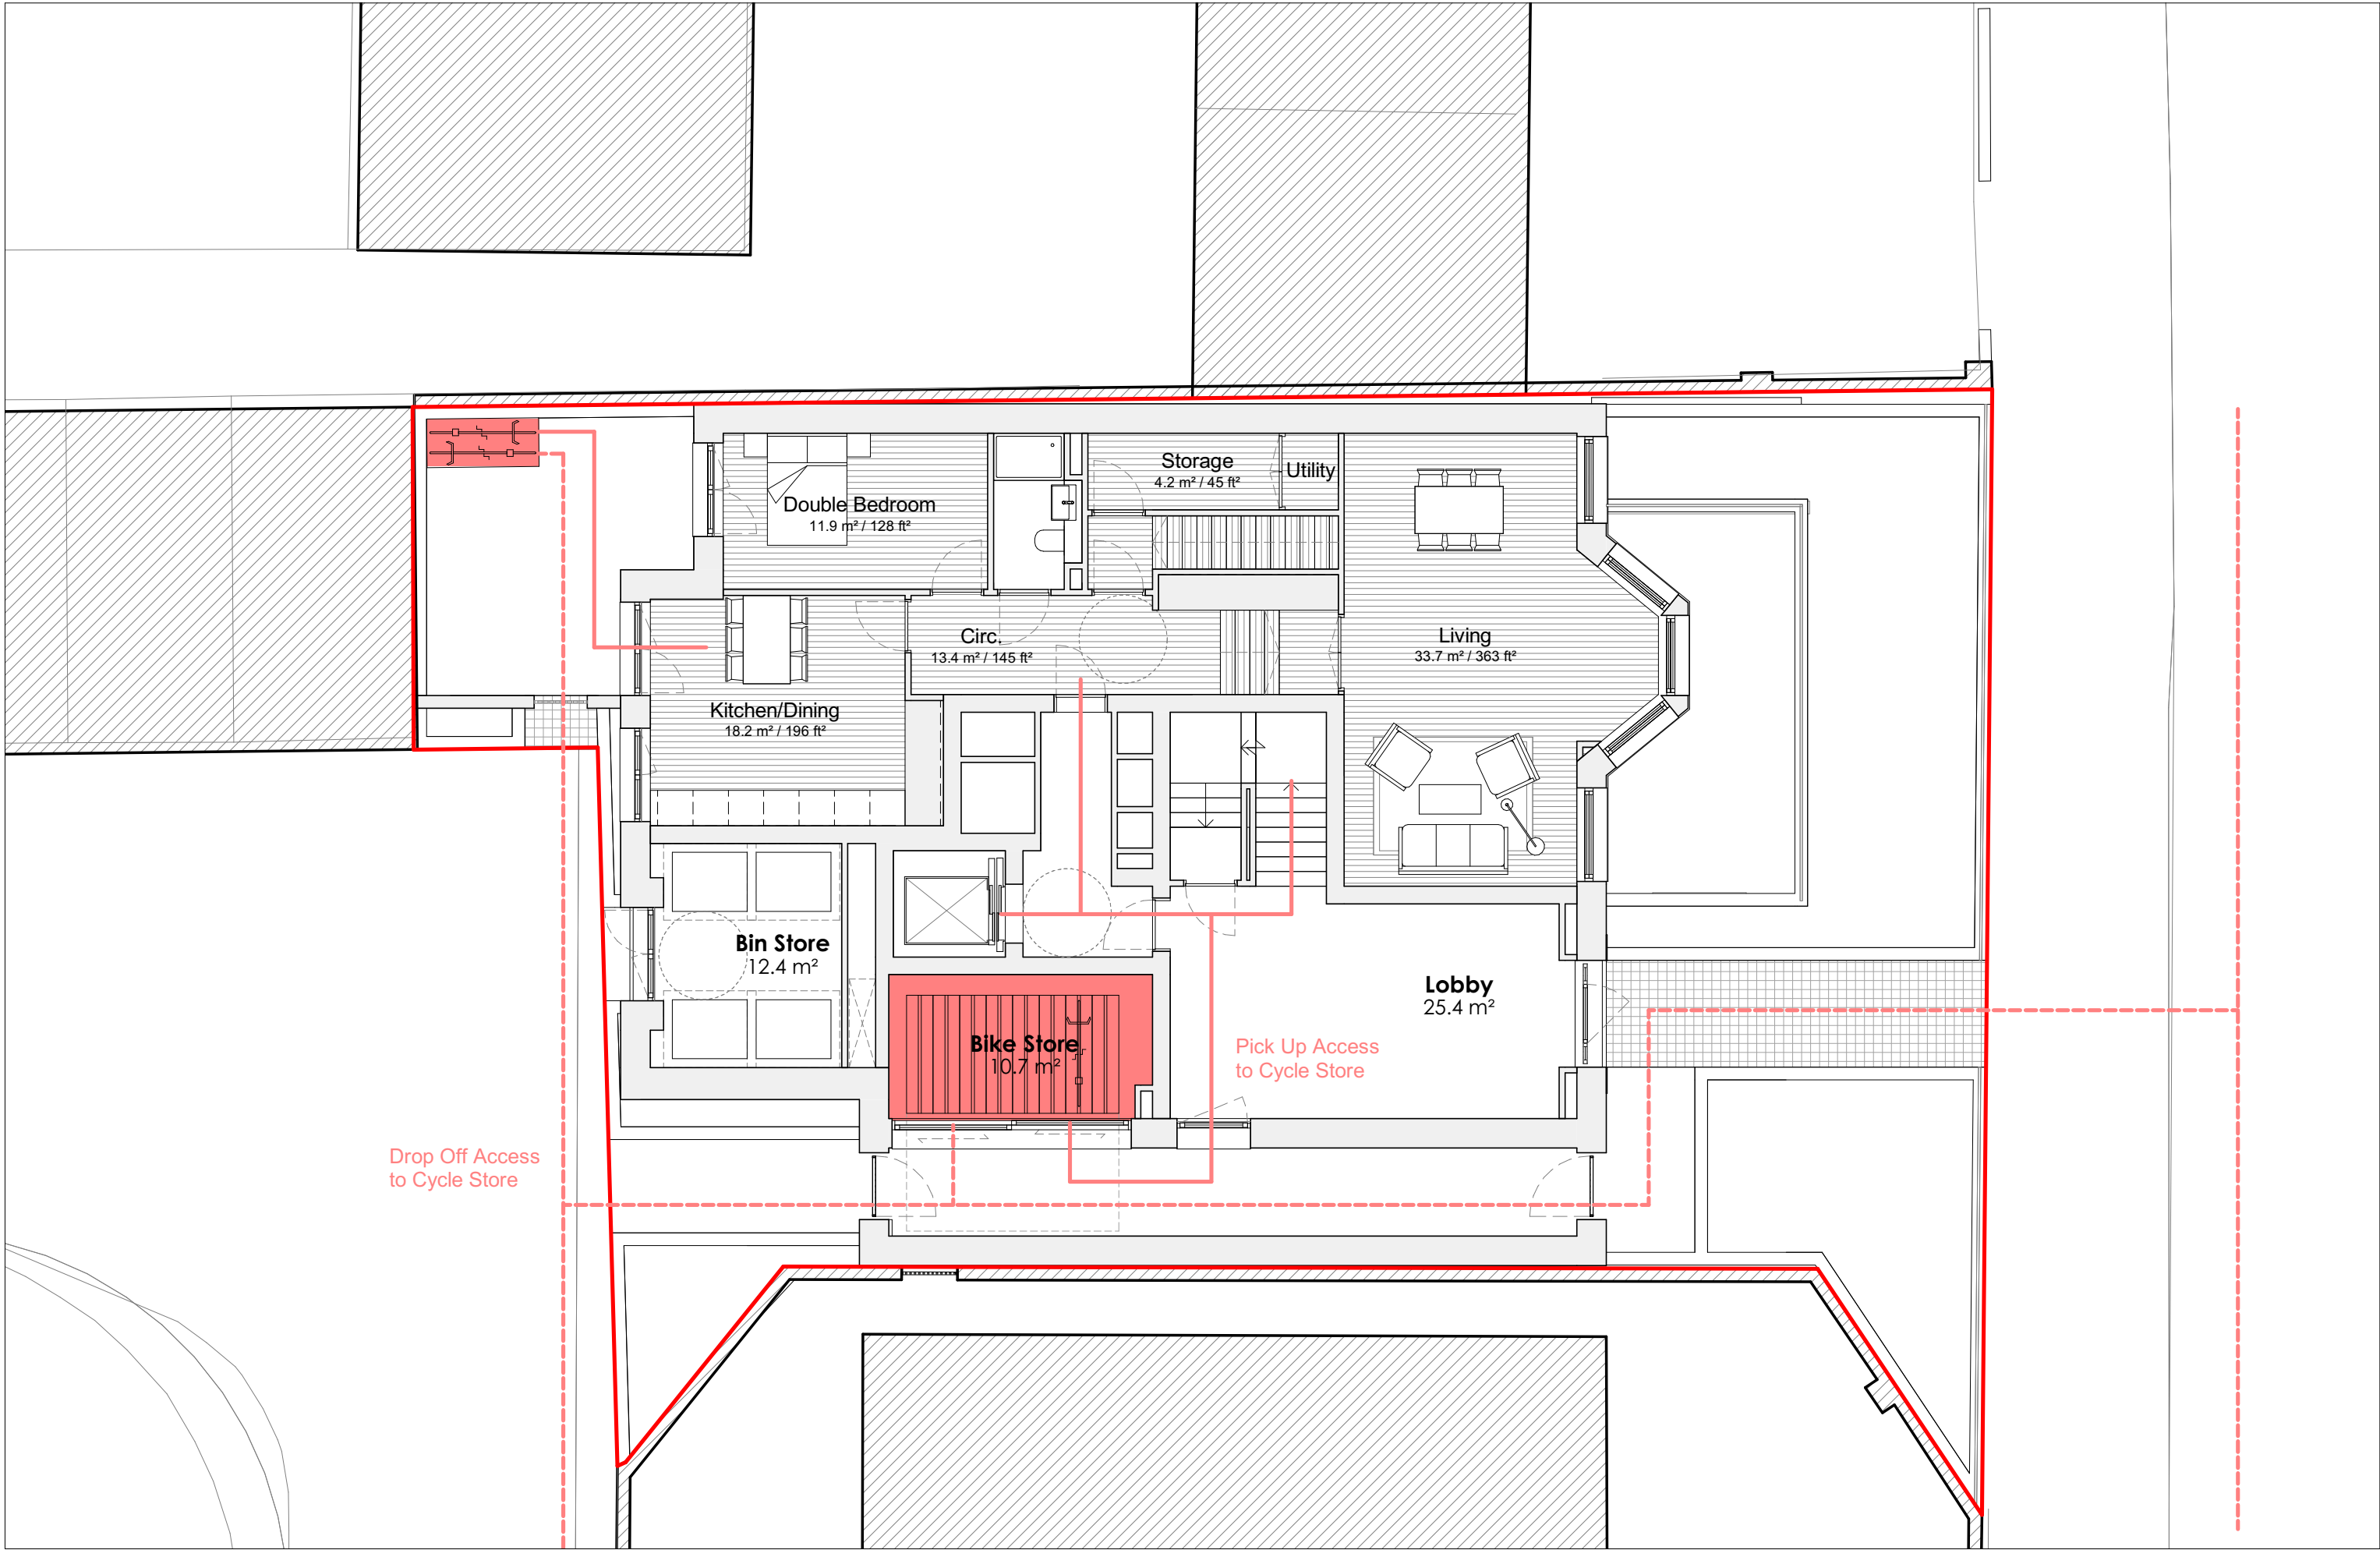 Storage
4.2 m² / 45 ft²
Utility
Double Bedroom
11.9 m² / 128 ft²
Circ.
13.4 m² / 145 ft²
Living
33.7 m² / 363 ft²
Kitchen/Dining
18.2 m² / 196 ft²
Bin Store
12.4 m²
Lobby
25.4 m²
Bike Store
10.7 m²
Pick Up Access
to Cycle Store
Drop Off Access
to Cycle Store